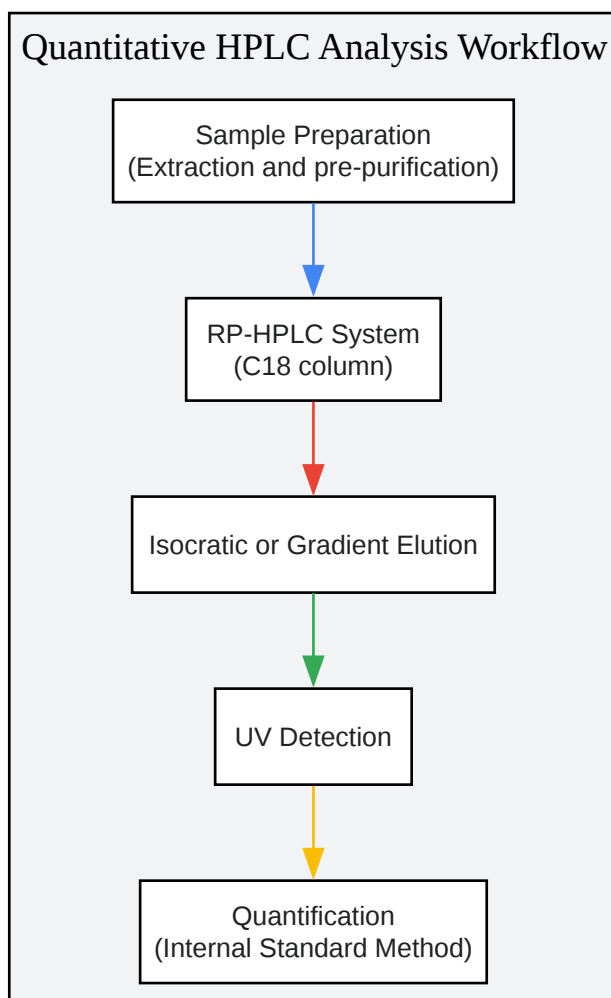 Quantitative HPLC Analysis Workflow
Sample Preparation
(Extraction and pre-purification)
RP-HPLC System
(C18 column)
Isocratic or Gradient Elution
UV Detection
Quantification
(Internal Standard Method)